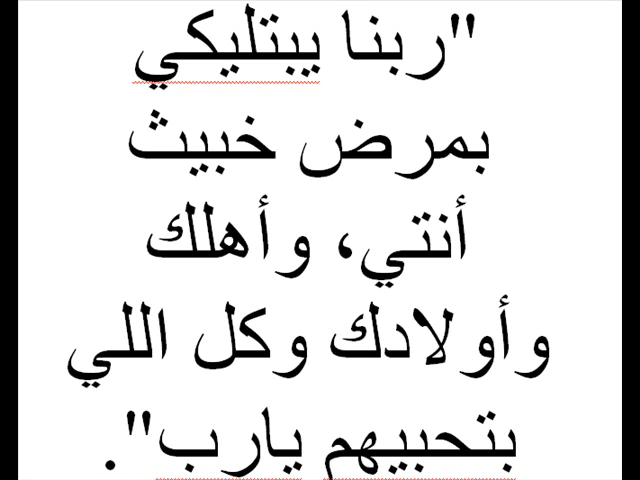 "ربنا يبتليكي
بمرض خبيث
أنتي، وأهلك
وأولادك وكل اللي
بتحبيهم يارب".